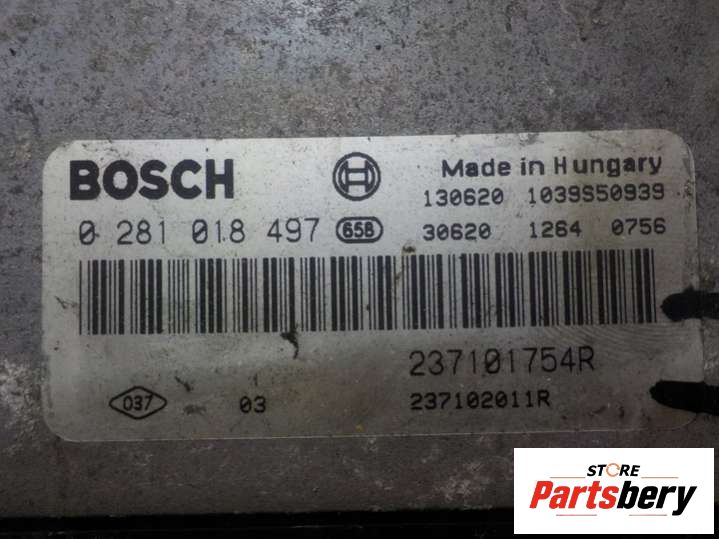 BOSCH
Made in Hungary
130620 1039S50939
0 281 018 497 658 30620 1264 0756
237101754R
037 03 237102011R
STORE
Partsbery